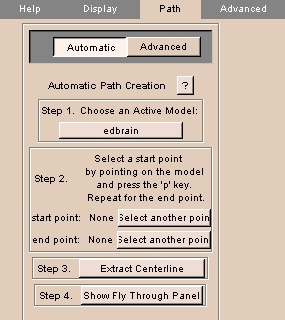 Help Display Path Advanced
Automatic Advanced
Automatic Path Creation ?
Step 1. Choose an Active Model:
edbrain
Select a start point
by pointing on the model
Step 2.
and press the 'p' key.
Repeat for the end point.
start point: None Select another poin
end point: None Select another poin
Step 3. Extract Centerline
Step 4. Show Fly Through Panel